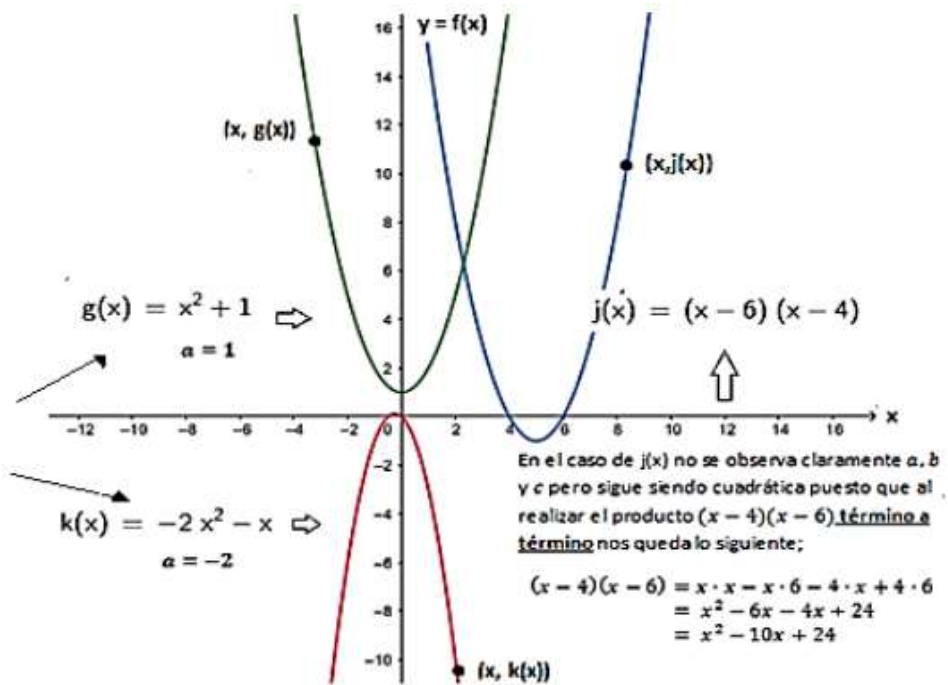 y = f(x)
16
14
12
10
8
6
4
2
(x, g(x))
(x,j(x))
g(x) = x² + 1
a = 1
j(x) = (x − 6) (x − 4)
−12 −10 −8 −6 −4 −2 2 4 6 8 10 12 14 16 x
−2
−4
−6
−8
−10
k(x) = −2 x² − x
a = −2
(x, k(x))
En el caso de j(x) no se observa claramente a, b
y c pero sigue siendo cuadrática puesto que al
realizar el producto (x − 4)(x − 6) término a
término nos queda lo siguiente;
(x − 4)(x − 6) = x · x − x · 6 − 4 · x + 4 · 6
= x² − 6x − 4x + 24
= x² − 10x + 24